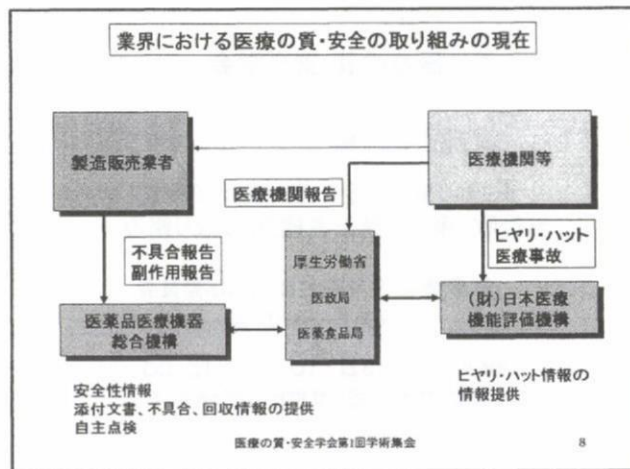 業界における医療の質・安全の取り組みの現在
製造販売業者
医療機関等
医療機関報告
不具合報告
副作用報告
ヒヤリ・ハット
医療事故
厚生労働省
医政局
医薬食品局
医薬品医療機器
総合機構
(財)日本医療
機能評価機構
安全性情報
添付文書、不具合、回収情報の提供
自主点検
ヒヤリ・ハット情報の
情報提供
医療の質・安全学会第1回学術集会
8